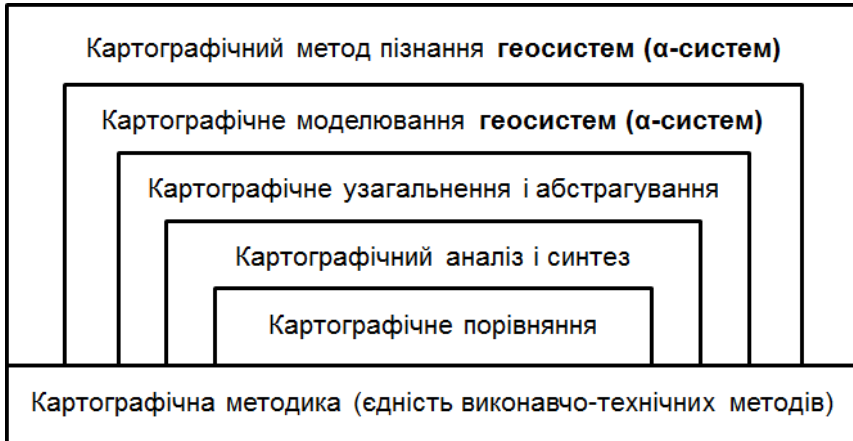 Картографічний метод пізнання геосистем (α-систем)
Картографічне моделювання геосистем (α-систем)
Картографічне узагальнення і абстрагування
Картографічний аналіз і синтез
Картографічне порівняння
Картографічна методика (єдність виконавчо-технічних методів)